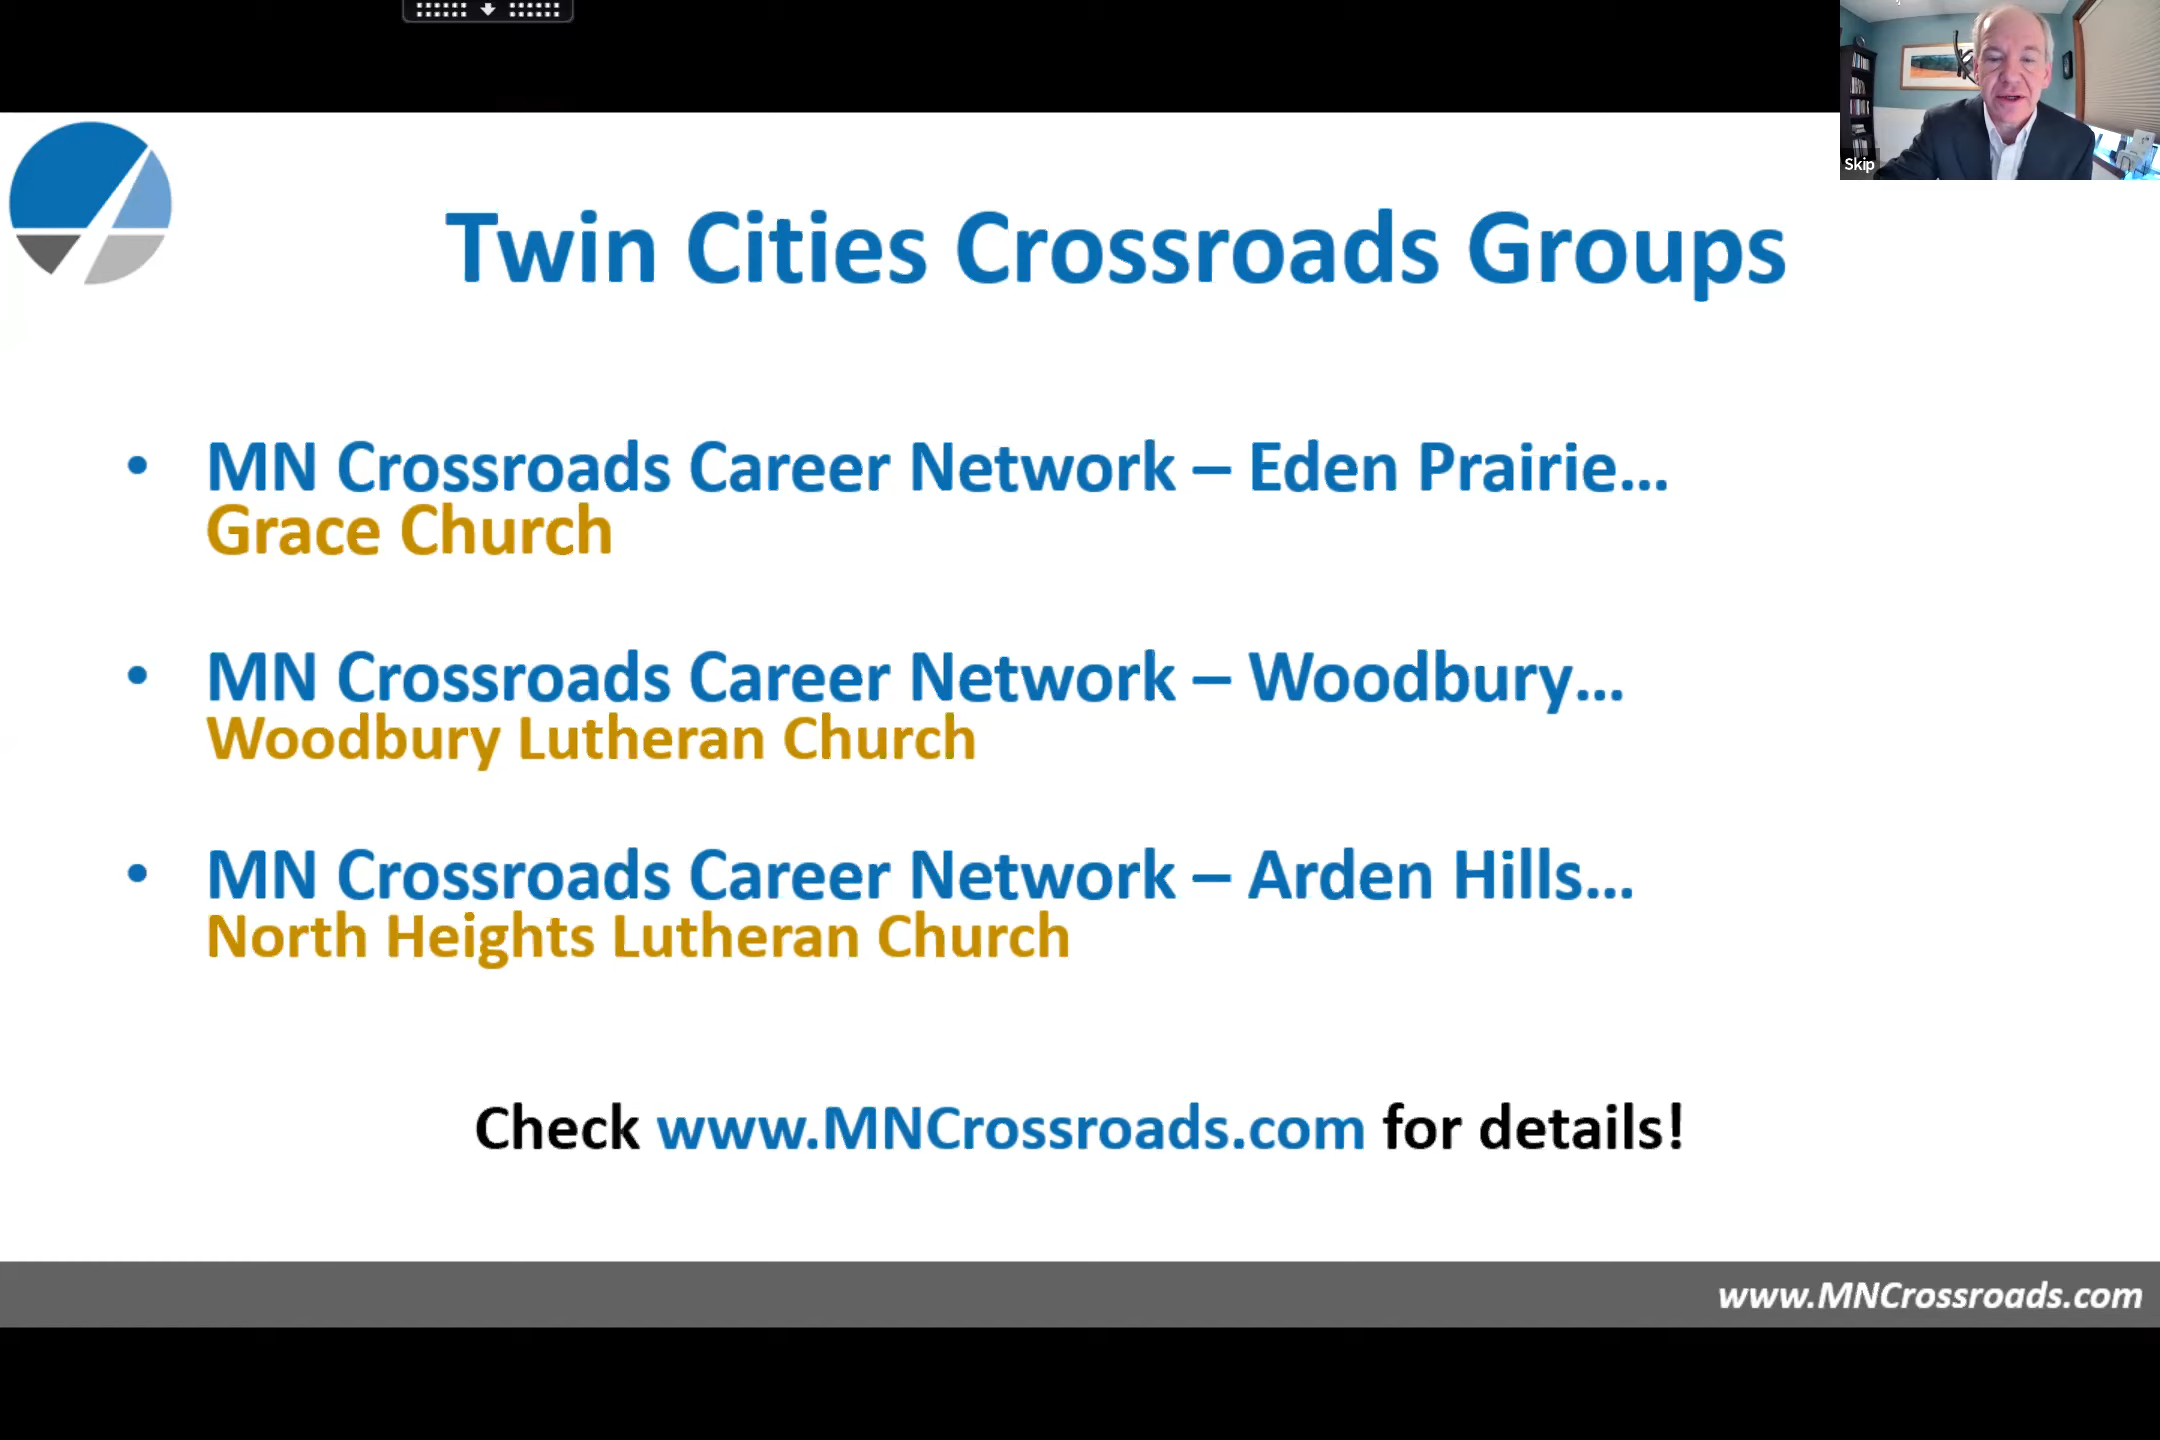 Skip
Twin Cities Crossroads Groups
• MN Crossroads Career Network – Eden Prairie...
Grace Church
• MN Crossroads Career Network – Woodbury...
Woodbury Lutheran Church
• MN Crossroads Career Network – Arden Hills...
North Heights Lutheran Church
Check www.MNCrossroads.com for details!
www.MNCrossroads.com